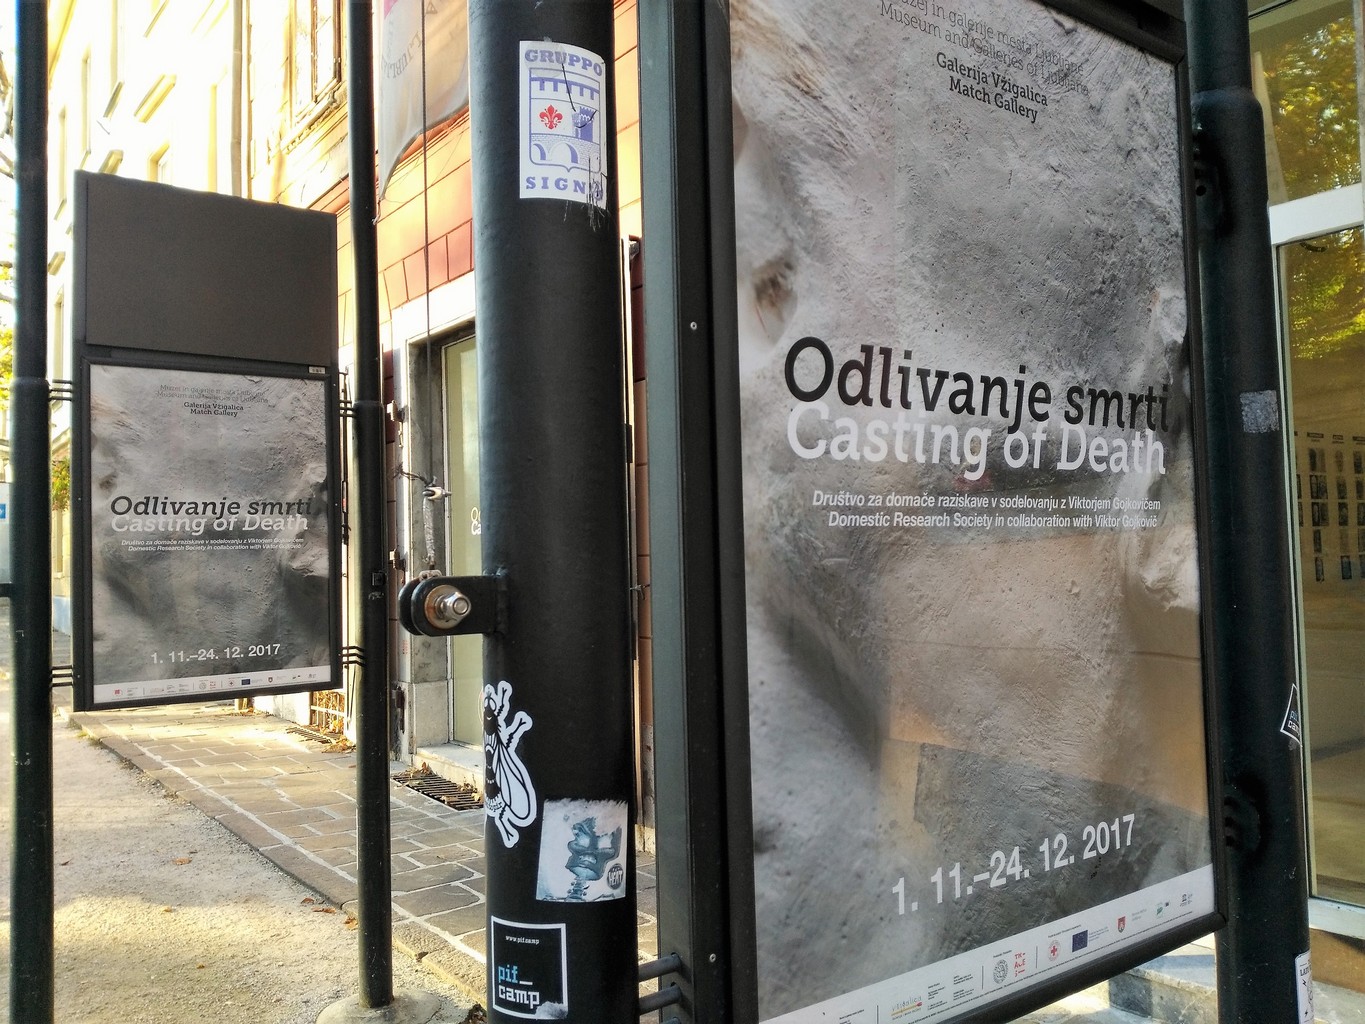 GRUPPO
SIGN
Muzej in galerije mesta Ljubljane
Museum and Galleries of Ljubljana
Galerija Vžigalica
Match Gallery
Odlivanje smrti
Casting of Death
Društvo za domače raziskave v sodelovanju z Viktorjem Gojkovičem
Domestic Research Society in collaboration with Viktor Gojkovič
1. 11.–24. 12. 2017
Muzej in galerije mesta Ljubljane
Museum and Galleries of Ljubljana
Galerija Vžigalica
Match Gallery
Odlivanje smrti
Casting of Death
Društvo za domače raziskave v sodelovanju z Viktorjem Gojkovičem
Domestic Research Society in collaboration with Viktor Gojkovič
1. 11.–24. 12. 2017
www.pif.camp
pif_
camp